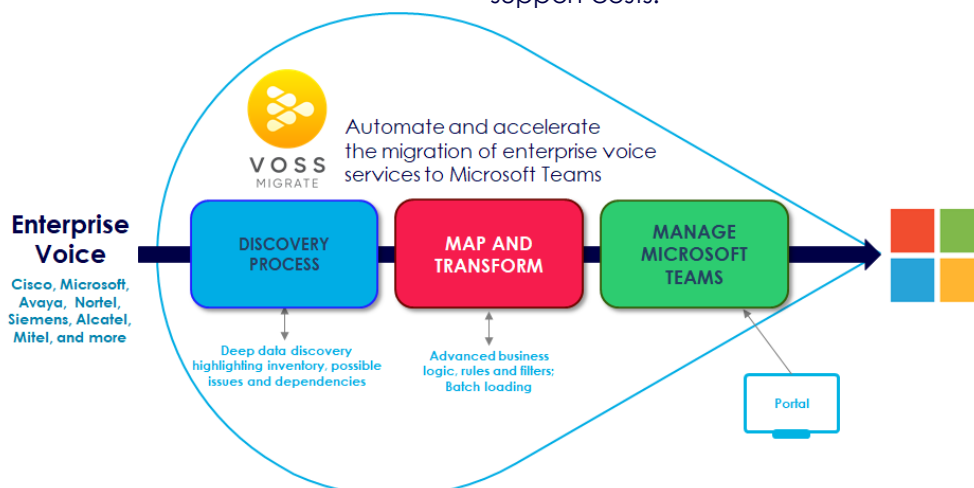 support costs.
VOSS
MIGRATE
Automate and accelerate
the migration of enterprise voice
services to Microsoft Teams
Enterprise
Voice
Cisco, Microsoft,
Avaya, Nortel,
Siemens, Alcatel,
Mitel, and more
DISCOVERY
PROCESS
MAP AND
TRANSFORM
MANAGE
MICROSOFT
TEAMS
Deep data discovery
highlighting inventory, possible
issues and dependencies
Advanced business
logic, rules and filters;
Batch loading
Portal